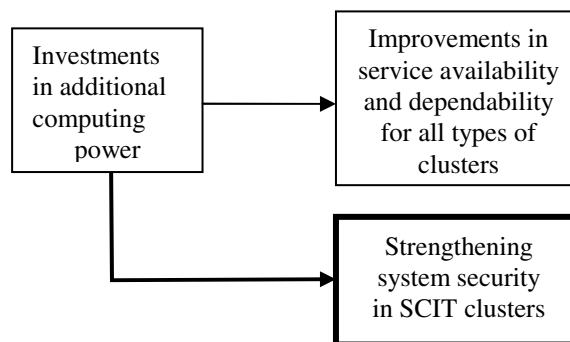 Investments
in additional
computing
power
Improvements in
service availability
and dependability
for all types of
clusters
Strengthening
system security
in SCIT clusters